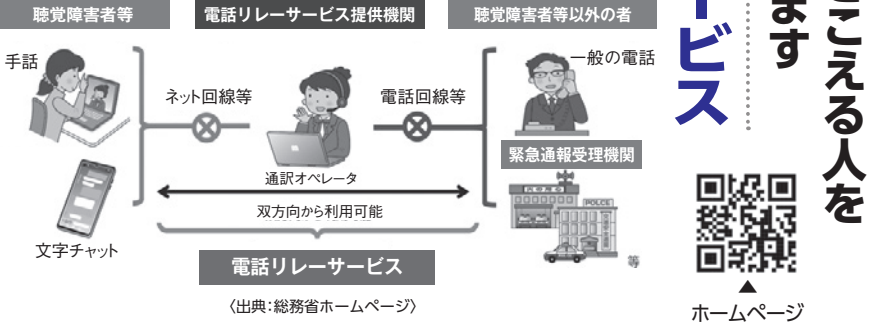 こえる人を
ます
ービス
聴覚障害者等
電話リレーサービス提供機関
聴覚障害者等以外の者
手話
ネット回線等
電話回線等
一般の電話
通訳オペレータ
緊急通報受理機関
双方向から利用可能
POLICE
文字チャット
等
電話リレーサービス
〈出典:総務省ホームページ〉
ホームページ